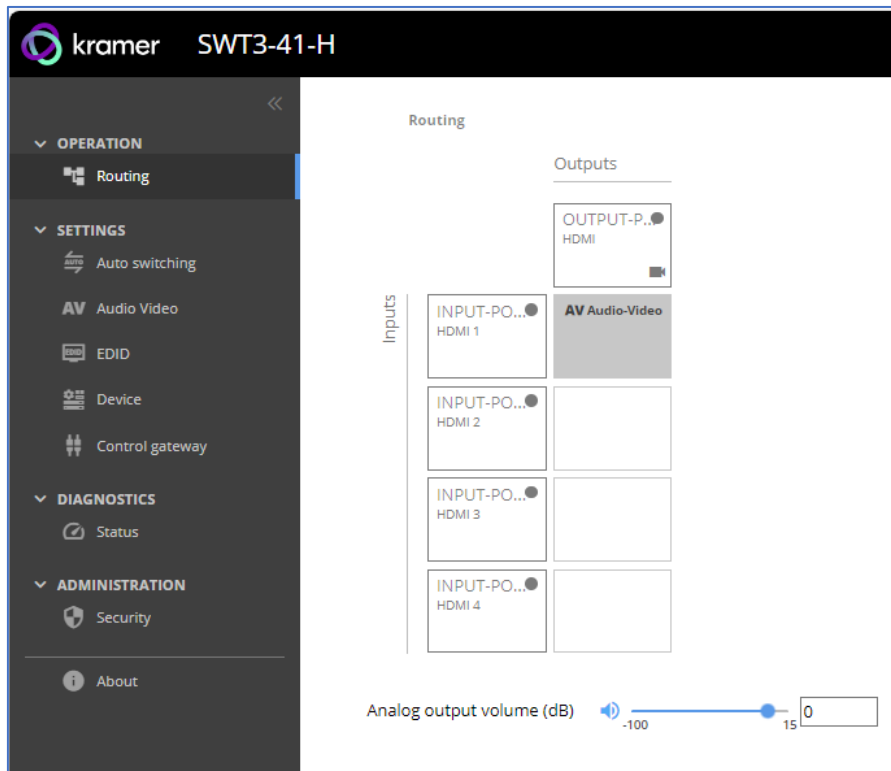 kramer SWT3-41-H
OPERATION
Routing
SETTINGS
AUTO Auto switching
AV Audio Video
EDID EDID
Device
Control gateway
DIAGNOSTICS
Status
ADMINISTRATION
Security
About
Routing
Outputs
OUTPUT-P...
HDMI
Inputs
INPUT-PO...
HDMI 1
AV Audio-Video
INPUT-PO...
HDMI 2
INPUT-PO...
HDMI 3
INPUT-PO...
HDMI 4
Analog output volume (dB)
-100
15
0